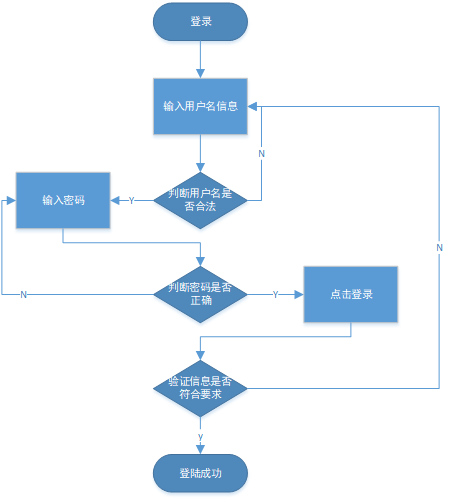 登录
输入用户名信息
N
判断用户名是
否合法
Y
输入密码
N
判断密码是否
正确
N
Y
点击登录
验证信息是否
符合要求
y
登陆成功